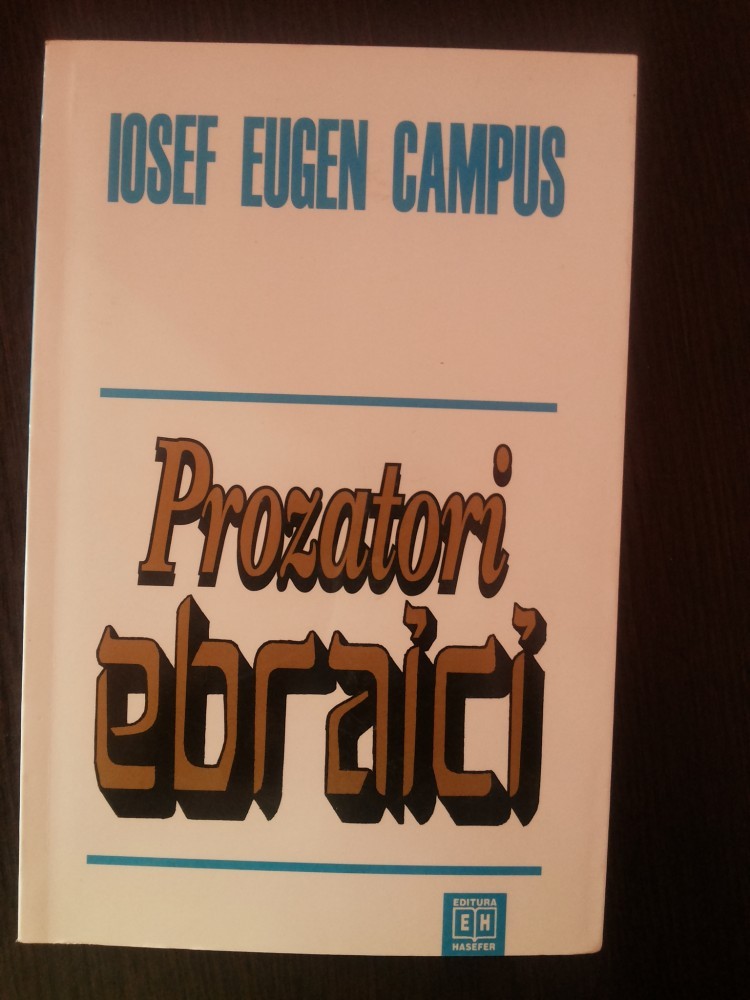 IOSEF EUGEN CAMPUS
Prozatori
ebraici
EDITURA
EH
HASEFER